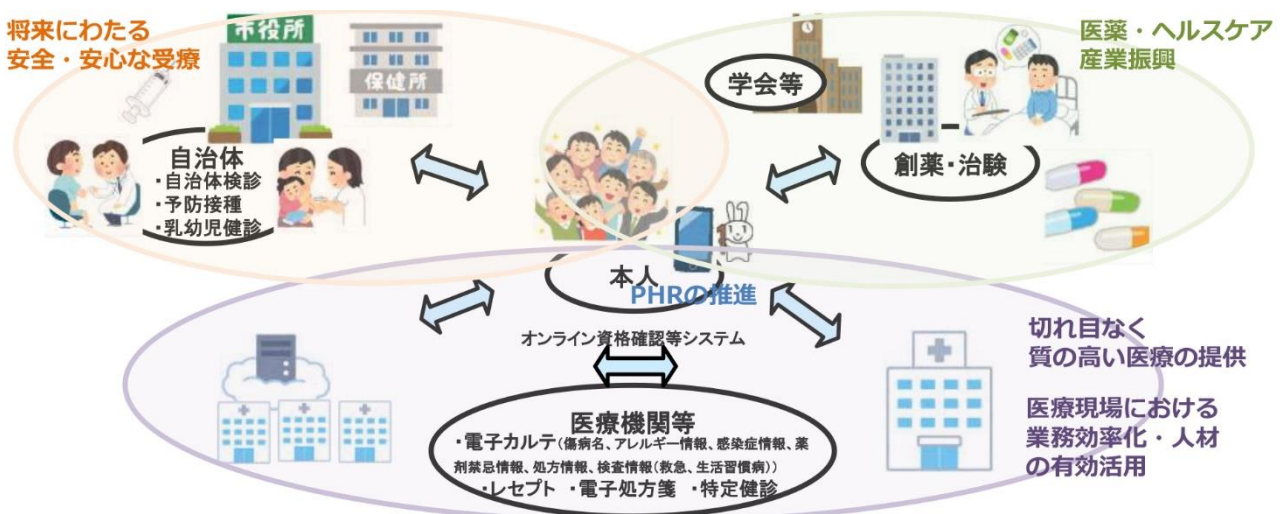 将来にわたる
安全・安心な受療
市役所
保健所
自治体
・自治体検診
・予防接種
・乳幼児健診
医薬・ヘルスケア
産業振興
学会等
創薬・治験
本人
PHRの推進
オンライン資格確認等システム
医療機関等
・電子カルテ(傷病名、アレルギー情報、感染症情報、薬
剤禁忌情報、処方情報、検査情報(救急、生活習慣病))
・レセプト ・電子処方箋 ・特定健診
切れ目なく
質の高い医療の提供
医療現場における
業務効率化・人材
の有効活用